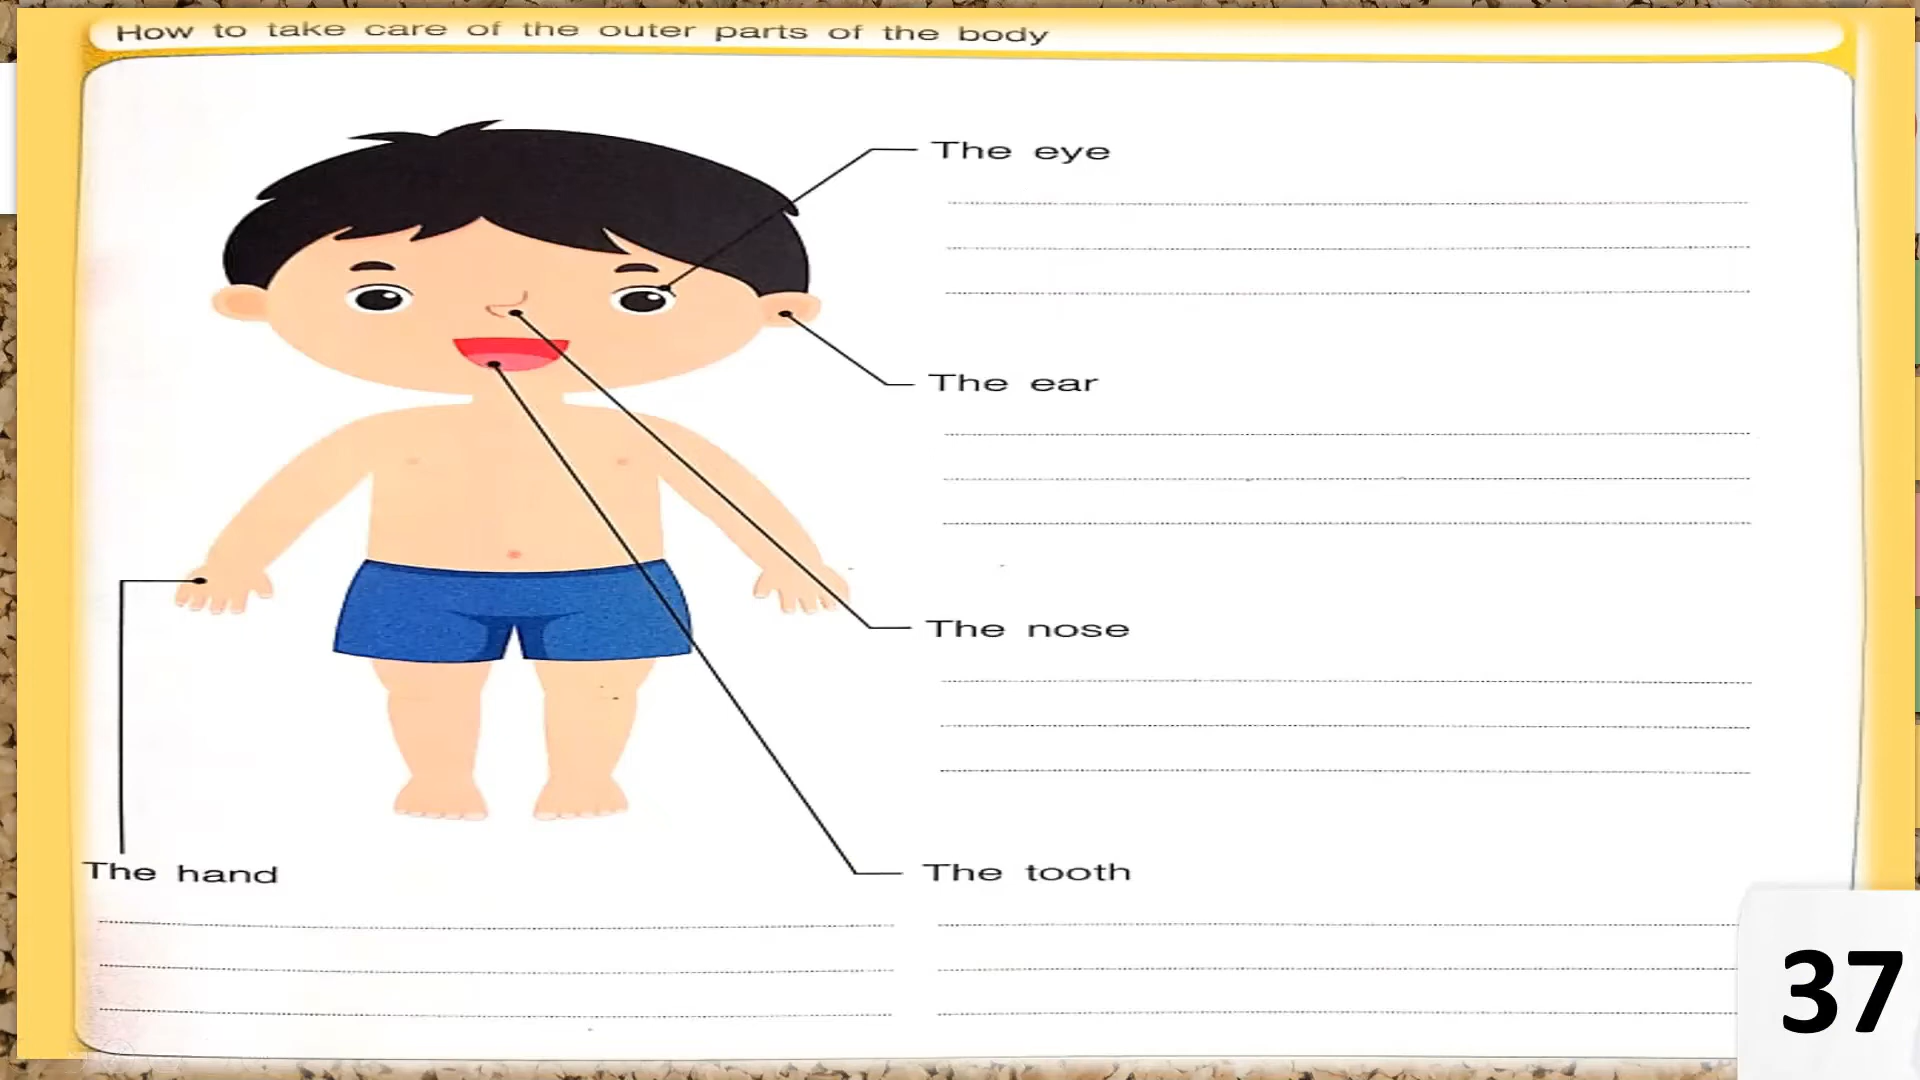 How to take care of the outer parts of the body
The eye
The ear
The nose
The hand
The tooth
37